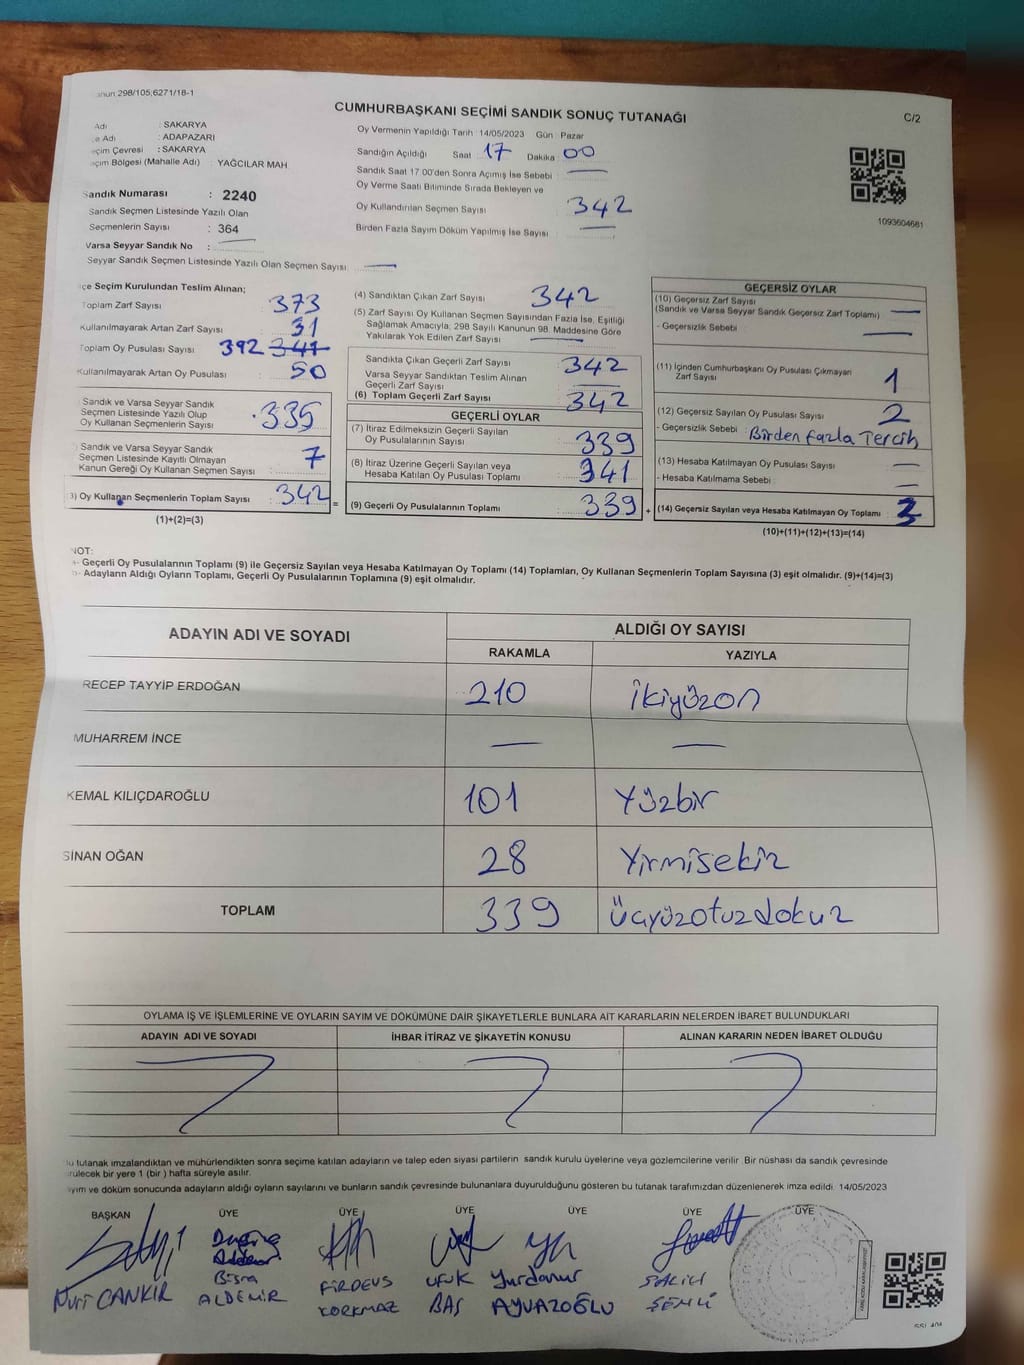 298/105;6271/18-1
CUMHURBAŞKANI SEÇİMİ SANDIK SONUÇ TUTANAĞI
C/2
Adı : SAKARYA
Adı : ADAPAZARI
Çevresi : SAKARYA
Bölgesi (Mahalle Adı) : YAĞCILAR MAH
Sandık Numarası : 2240
Sandık Seçmen Listesinde Yazılı Olan
Seçmenlerin Sayısı : 364
Varsa Seyyar Sandık No :
Seyyar Sandık Seçmen Listesinde Yazılı Olan Seçmen Sayısı :
Oy Vermenin Yapıldığı Tarih : 14/05/2023 Gün : Pazar
Sandığın Açıldığı Saat 17 Dakika 00
Sandık Saat 17 00'den Sonra Açımış İse Sebebi :
Oy Verme Saati Bitiminde Sırada Bekleyen ve
Oy Kullandırılan Seçmen Sayısı : 342
Birden Fazla Sayım Döküm Yapılmış İse Sayısı :
1093604681
Seçim Kurulundan Teslim Alınan;
Toplam Zarf Sayısı : 373
Kullanılmayarak Artan Zarf Sayısı : 31
Toplam Oy Pusulası Sayısı 392 341
Kullanılmayarak Artan Oy Pusulası : 50
Sandık ve Varsa Seyyar Sandık
Seçmen Listesinde Yazılı Olup
Oy Kullanan Seçmenlerin Sayısı : 335
Sandık ve Varsa Seyyar Sandık
Seçmen Listesinde Kayıtlı Olmayan
Kanun Gereği Oy Kullanan Seçmen Sayısı : 7
3) Oy Kullanan Seçmenlerin Toplam Sayısı : 342 =
(1)+(2)=(3)
(4) Sandıktan Çıkan Zarf Sayısı : 342
(5) Zarf Sayısı Oy Kullanan Seçmen Sayısından Fazla İse, Eşitliği
Sağlamak Amacıyla, 298 Sayılı Kanunun 98. Maddesine Göre
Yakılarak Yok Edilen Zarf Sayısı :
Sandıkta Çıkan Geçerli Zarf Sayısı : 342
Varsa Seyyar Sandıktan Teslim Alınan
Geçerli Zarf Sayısı :
(6) Toplam Geçerli Zarf Sayısı : 342
GEÇERLİ OYLAR
(7) İtiraz Edilmeksizin Geçerli Sayılan
Oy Pusulalarının Sayısı : 339
(8) İtiraz Üzerine Geçerli Sayılan veya
Hesaba Katılan Oy Pusulası Toplamı : 341
(9) Geçerli Oy Pusulalarının Toplamı : 339 +
GEÇERSİZ OYLAR
(10) Geçersiz Zarf Sayısı
(Sandık ve Varsa Seyyar Sandık Geçersiz Zarf Toplamı) :
- Geçersizlik Sebebi :
(11) İçinden Cumhurbaşkanı Oy Pusulası Çıkmayan
Zarf Sayısı : 1
(12) Geçersiz Sayılan Oy Pusulası Sayısı : 2
- Geçersizlik Sebebi : Birden fazla Tercih
(13) Hesaba Katılmayan Oy Pusulası Sayısı :
- Hesaba Katılmama Sebebi :
(14) Geçersiz Sayılan veya Hesaba Katılmayan Oy Toplamı : 3
(10)+(11)+(12)+(13)=(14)
NOT:
- Geçerli Oy Pusulalarının Toplamı (9) ile Geçersiz Sayılan veya Hesaba Katılmayan Oy Toplamı (14) Toplamları, Oy Kullanan Seçmenlerin Toplam Sayısına (3) eşit olmalıdır. (9)+(14)=(3)
- Adayların Aldığı Oyların Toplamı, Geçerli Oy Pusulalarının Toplamına (9) eşit olmalıdır.
ADAYIN ADI VE SOYADI
ALDIĞI OY SAYISI
RAKAMLA YAZIYLA
RECEP TAYYİP ERDOĞAN 210 ikiyüzon
MUHARREM İNCE — —
KEMAL KILIÇDAROĞLU 101 Yüzbir
SİNAN OĞAN 28 Yirmisekiz
TOPLAM 339 Üçyüzotuzdokuz
OYLAMA İŞ VE İŞLEMLERİNE VE OYLARIN SAYIM VE DÖKÜMÜNE DAİR ŞİKAYETLERLE BUNLARA AİT KARARLARIN NELERDEN İBARET BULUNDUKLARI
ADAYIN ADI VE SOYADI İHBAR İTİRAZ VE ŞİKAYETİN KONUSU ALINAN KARARIN NEDEN İBARET OLDUĞU
tutanak imzalandıktan ve mühürlendikten sonra seçime katılan adayların ve talep eden siyasi partilerin sandık kurulu üyelerine veya gözlemcilerine verilir. Bir nüshası da sandık çevresinde
bir yere 1 (bir) hafta süreyle asılır.
ve döküm sonucunda adayların aldığı oyların sayılarını ve bunların sandık çevresinde bulunanlara duyurulduğunu gösteren bu tutanak tarafımızdan düzenlenerek imza edildi. 14/05/2023
BAŞKAN ÜYE ÜYE ÜYE ÜYE ÜYE ÜYE
Nuri CANKIR
Büşra ALDEMİR
FİRDEVS KORKMAZ
UFUK BAŞ
Yurdanur AYVAZOĞLU
SALİH ŞENLİ